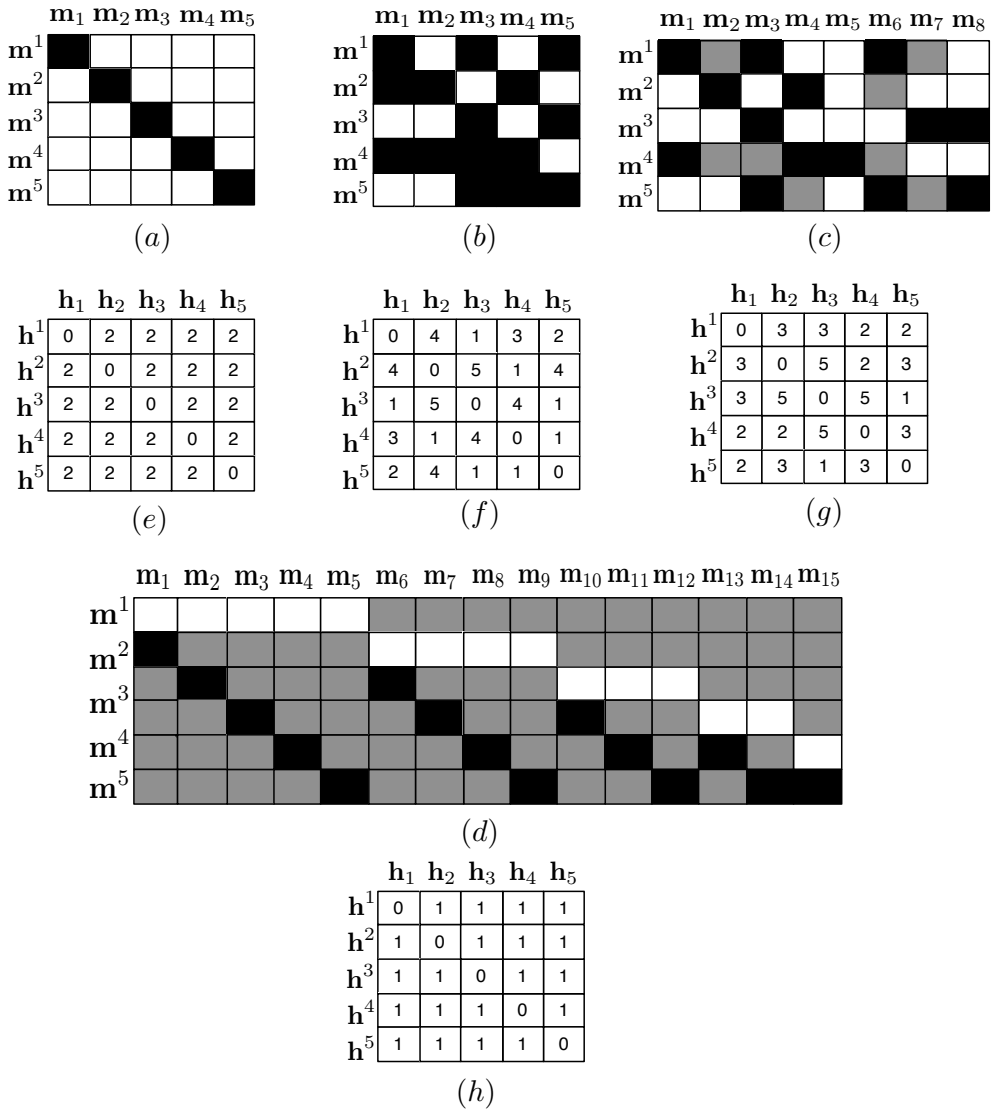 m₁ m₂ m₃ m₄ m₅
m¹
m²
m³
m⁴
m⁵
(a)
m₁ m₂ m₃ m₄ m₅
m¹
m²
m³
m⁴
m⁵
(b)
m₁ m₂ m₃ m₄ m₅ m₆ m₇ m₈
m¹
m²
m³
m⁴
m⁵
(c)
h₁ h₂ h₃ h₄ h₅
h¹ 0 2 2 2 2
h² 2 0 2 2 2
h³ 2 2 0 2 2
h⁴ 2 2 2 0 2
h⁵ 2 2 2 2 0
(e)
h₁ h₂ h₃ h₄ h₅
h¹ 0 4 1 3 2
h² 4 0 5 1 4
h³ 1 5 0 4 1
h⁴ 3 1 4 0 1
h⁵ 2 4 1 1 0
(f)
h₁ h₂ h₃ h₄ h₅
h¹ 0 3 3 2 2
h² 3 0 5 2 3
h³ 3 5 0 5 1
h⁴ 2 2 5 0 3
h⁵ 2 3 1 3 0
(g)
m₁ m₂ m₃ m₄ m₅ m₆ m₇ m₈ m₉ m₁₀ m₁₁ m₁₂ m₁₃ m₁₄ m₁₅
m¹
m²
m³
m⁴
m⁵
(d)
h₁ h₂ h₃ h₄ h₅
h¹ 0 1 1 1 1
h² 1 0 1 1 1
h³ 1 1 0 1 1
h⁴ 1 1 1 0 1
h⁵ 1 1 1 1 0
(h)